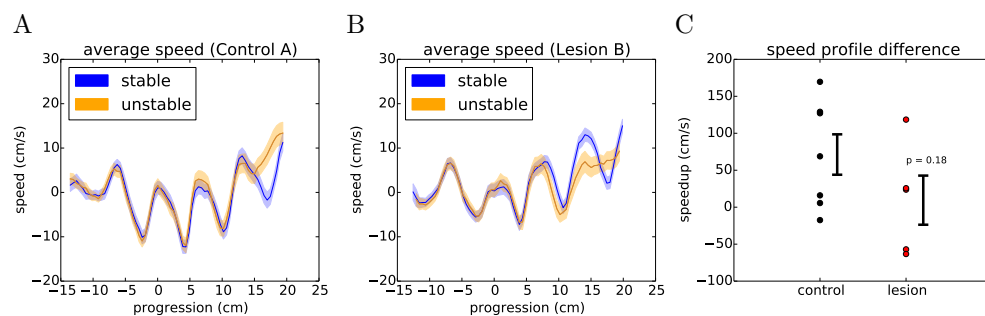 A
average speed (Control A)
30
20
10
0
−10
−20
speed (cm/s)
stable
unstable
−15 −10 −5 0 5 10 15 20 25
progression (cm)
B
average speed (Lesion B)
30
20
10
0
−10
−20
speed (cm/s)
stable
unstable
−15 −10 −5 0 5 10 15 20 25
progression (cm)
C
speed profile difference
200
150
100
50
0
−50
−100
speedup (cm/s)
p = 0.18
control lesion